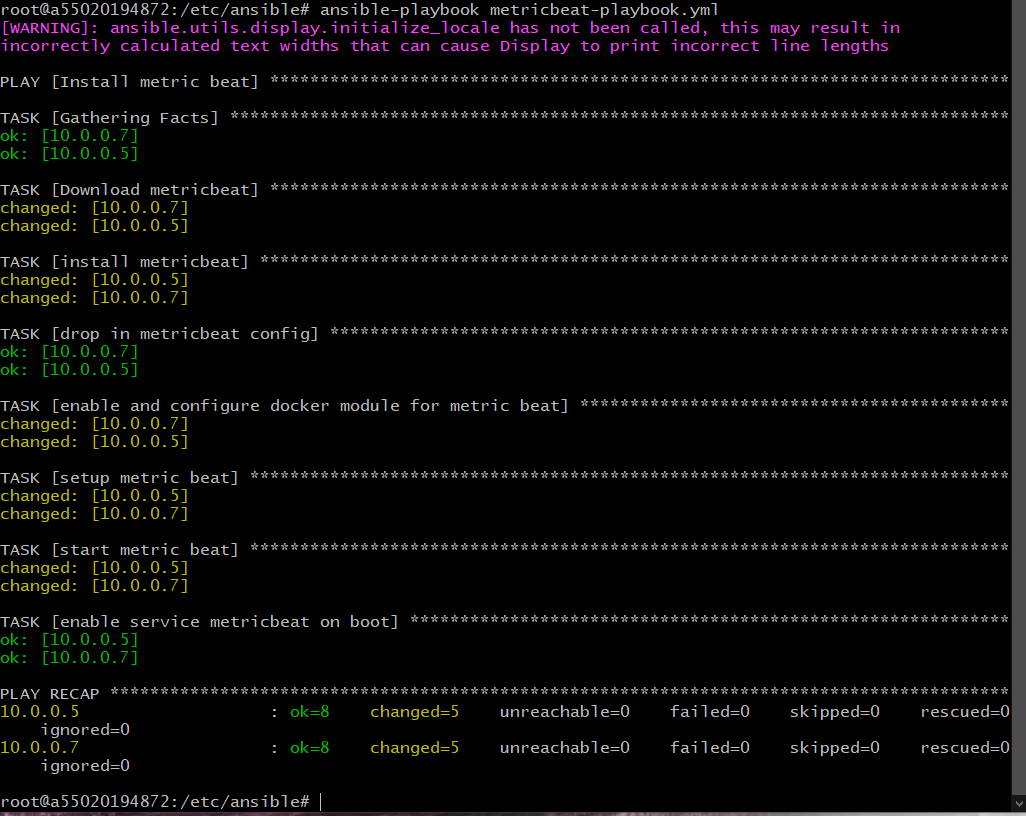 root@a55020194872:/etc/ansible# ansible-playbook metricbeat-playbook.yml
[WARNING]: ansible.utils.display.initialize_locale has not been called, this may result in
incorrectly calculated text widths that can cause Display to print incorrect line lengths
PLAY [Install metric beat] **************************************************************************
TASK [Gathering Facts] ******************************************************************************
ok: [10.0.0.7]
ok: [10.0.0.5]
TASK [Download metricbeat] **************************************************************************
changed: [10.0.0.7]
changed: [10.0.0.5]
TASK [install metricbeat] ***************************************************************************
changed: [10.0.0.5]
changed: [10.0.0.7]
TASK [drop in metricbeat config] ********************************************************************
ok: [10.0.0.7]
ok: [10.0.0.5]
TASK [enable and configure docker module for metric beat] *******************************************
changed: [10.0.0.7]
changed: [10.0.0.5]
TASK [setup metric beat] ****************************************************************************
changed: [10.0.0.5]
changed: [10.0.0.7]
TASK [start metric beat] ****************************************************************************
changed: [10.0.0.5]
changed: [10.0.0.7]
TASK [enable service metricbeat on boot] ************************************************************
ok: [10.0.0.5]
ok: [10.0.0.7]
PLAY RECAP ******************************************************************************************
10.0.0.5                   : ok=8    changed=5    unreachable=0    failed=0    skipped=0    rescued=0
    ignored=0
10.0.0.7                   : ok=8    changed=5    unreachable=0    failed=0    skipped=0    rescued=0
    ignored=0
root@a55020194872:/etc/ansible#